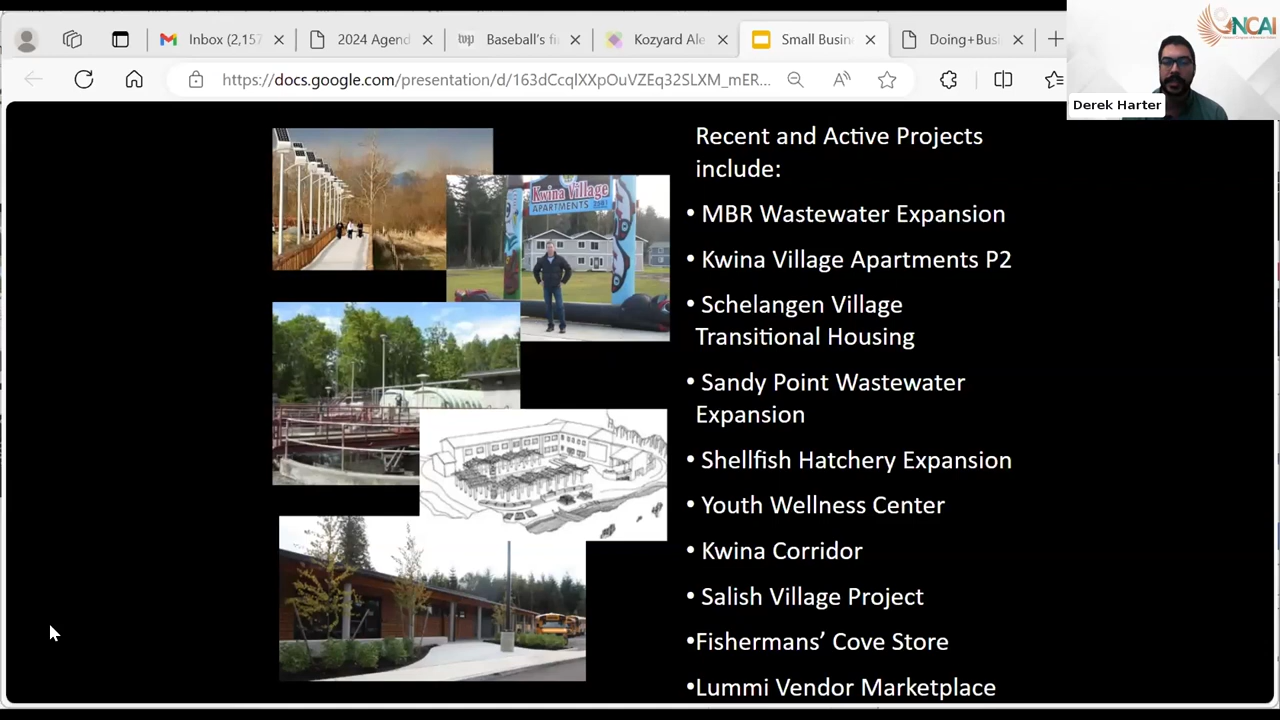 Inbox (2,157
2024 Agend
Baseba
Kozyard Ale
Small Busin
Doing+Bus
NCAI
https://docs.google.com/presentation/d/163dCcqIXXpOuVZEq32SLXM_mER...
Derek Harter
Kwina Village
APARTMENTS
Recent and Active Projects
include:
• MBR Wastewater Expansion
• Kwina Village Apartments P2
• Schelangen Village
Transitional Housing
• Sandy Point Wastewater
Expansion
• Shellfish Hatchery Expansion
• Youth Wellness Center
• Kwina Corridor
• Salish Village Project
•Fishermans’ Cove Store
•Lummi Vendor Marketplace